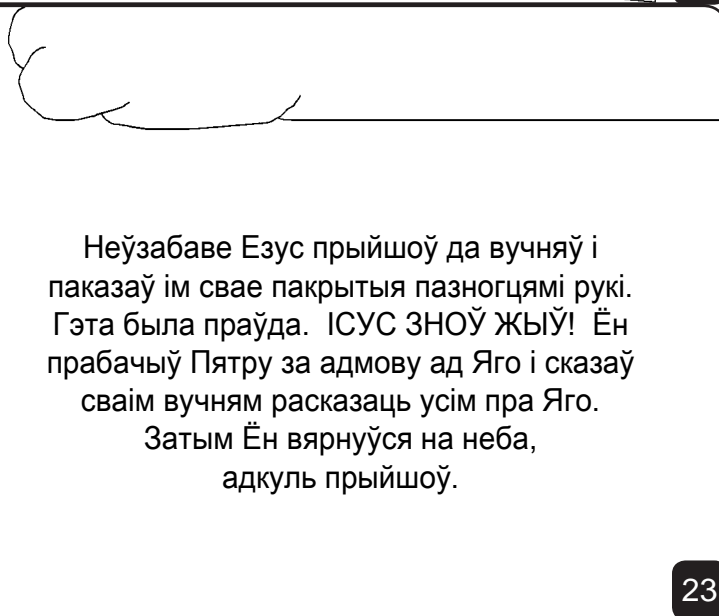 Неўзабаве Езус прыйшоў да вучняў і
паказаў ім свае пакрытыя пазногцямі рукі.
Гэта была праўда.  ІСУС ЗНОЎ ЖЫЎ!  Ён
прабачыў Пятру за адмову ад Яго і сказаў
сваім вучням расказаць усім пра Яго.
Затым Ён вярнуўся на неба,
адкуль прыйшоў.
23